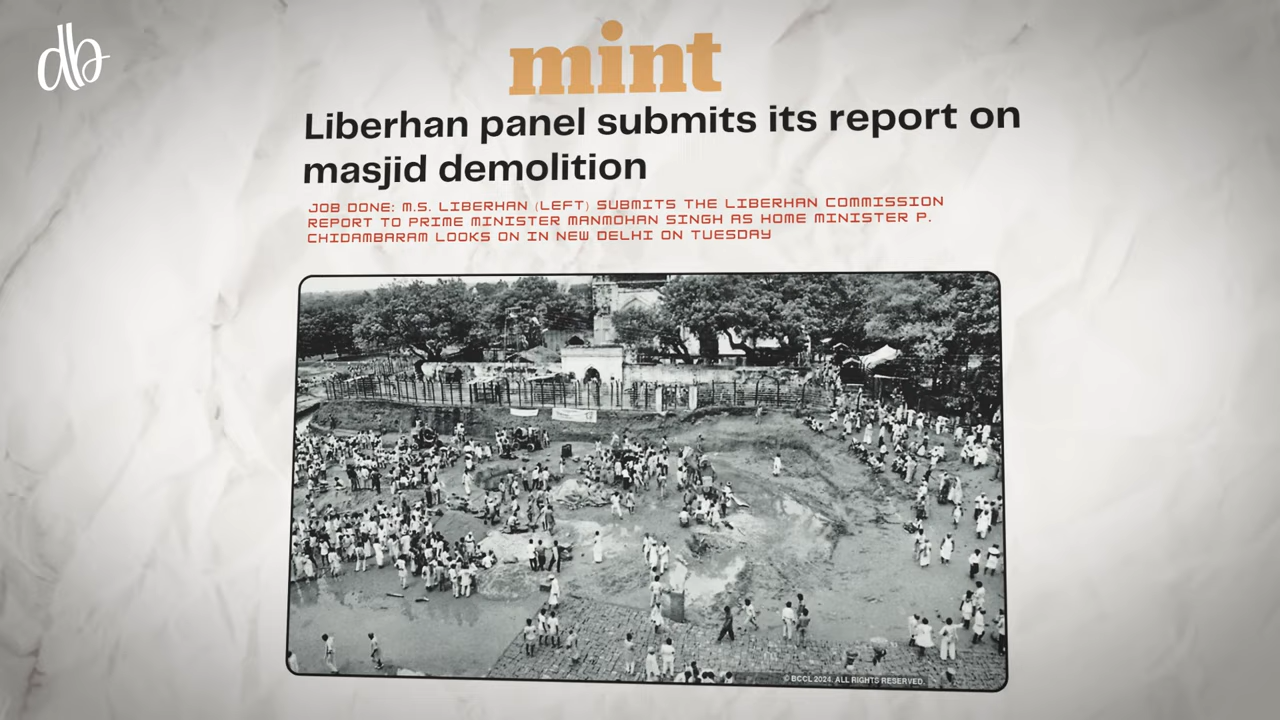 db
mint
Liberhan panel submits its report on
masjid demolition
JOB DONE: M.S. LIBERHAN (LEFT) SUBMITS THE LIBERHAN COMMISSION
REPORT TO PRIME MINISTER MANMOHAN SINGH AS HOME MINISTER P.
CHIDAMBARAM LOOKS ON IN NEW DELHI ON TUESDAY
© BCCL 2024. ALL RIGHTS RESERVED.